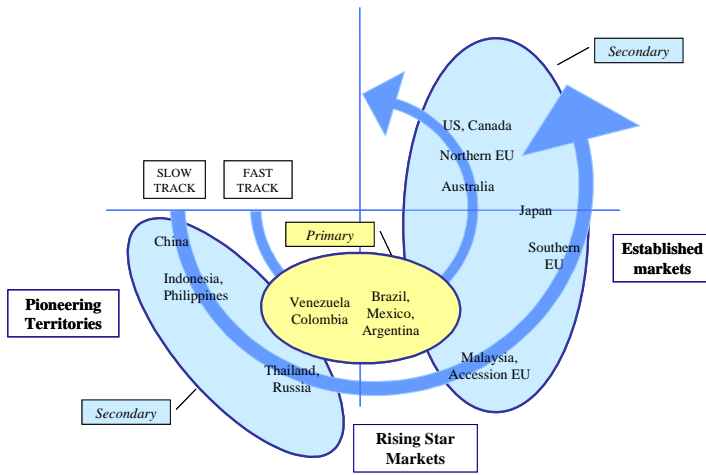 Secondary
US, Canada
Northern EU
Australia
SLOW
TRACK
FAST
TRACK
Japan
Primary
China
Southern
EU
Established
markets
Indonesia,
Philippines
Pioneering
Territories
Venezuela
Colombia
Brazil,
Mexico,
Argentina
Malaysia,
Accession EU
Thailand,
Russia
Secondary
Rising Star
Markets